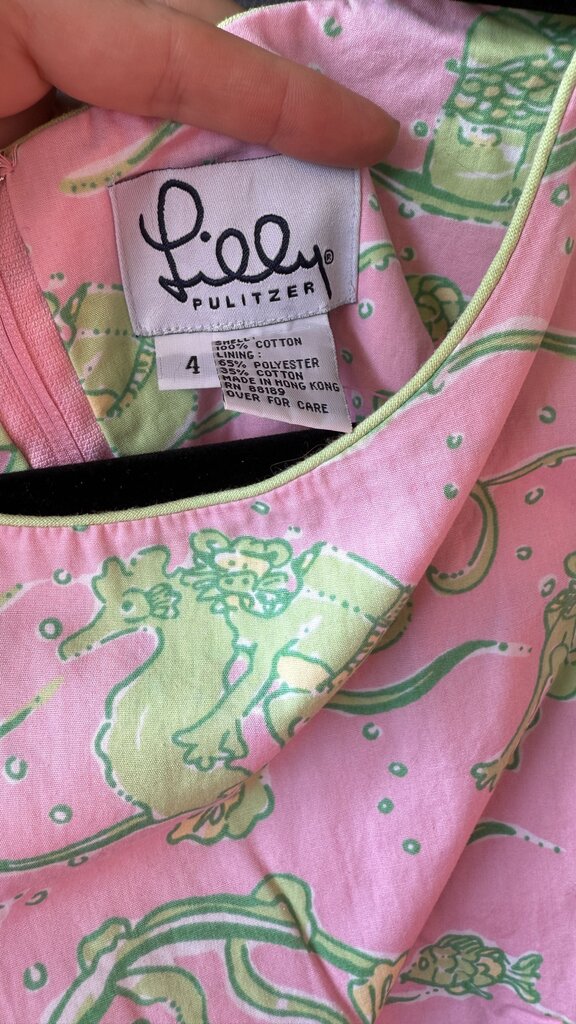 Lilly®
PULITZER
4
SHELL:
100% COTTON
LINING:
65% POLYESTER
35% COTTON
MADE IN HONG KONG
RN 88189
OVER FOR CARE